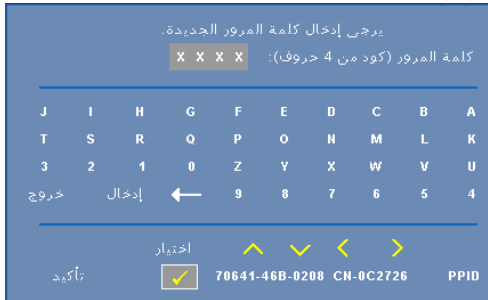 يرجى إدخال كلمة المرور الجديدة.
كلمة المرور (كود من 4 حروف): X X X X
A B C D E F G H I J
K L M N O P Q R S T
U V W X Y Z 0 1 2 3
4 5 6 7 8 9 ← إدخال خروج
اختيار
PPID CN-0C2726 70641-46B-0208 ✓ تأكيد